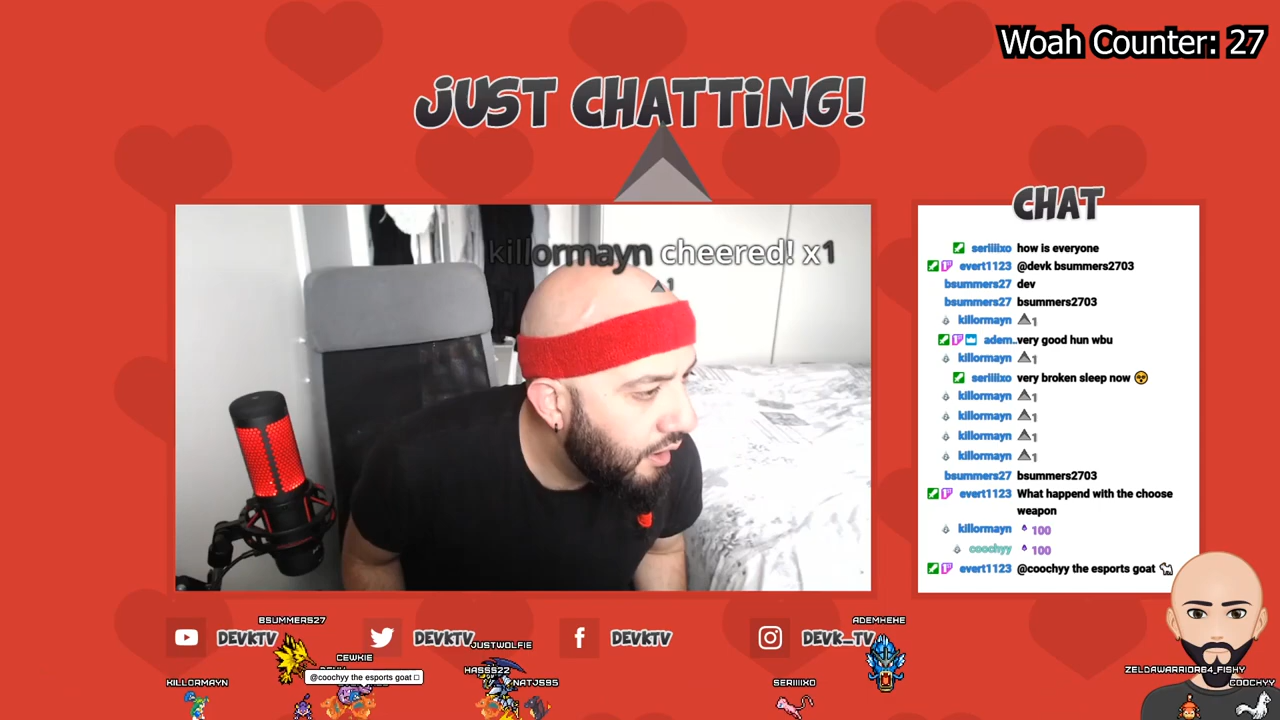 Woah Counter: 27
JUST CHATTING!
killormayn cheered! x1
1
CHAT
seriiiixo how is everyone
evert1123 @devk bsummers2703
bsummers27 dev
bsummers27 bsummers2703
killormayn 1
adem.. very good hun wbu
killormayn 1
seriiiixo very broken sleep now
killormayn 1
killormayn 1
killormayn 1
killormayn 1
bsummers27 bsummers2703
evert1123 What happend with the choose
weapon
killormayn 100
coochyy 100
evert1123 @coochyy the esports goat
DEVKTV
DEVKTV
DEVKTV
DEVK_TV
BSUMMERS27
ADEMHEHE
JUSTWOLFIE
CEWKIE
HASSS22
@coochyy the esports goat
KILLORMAYN
NATJS95
SERIIIIXO
ZELDAWARRIOR64_FISHY
COOCHYY